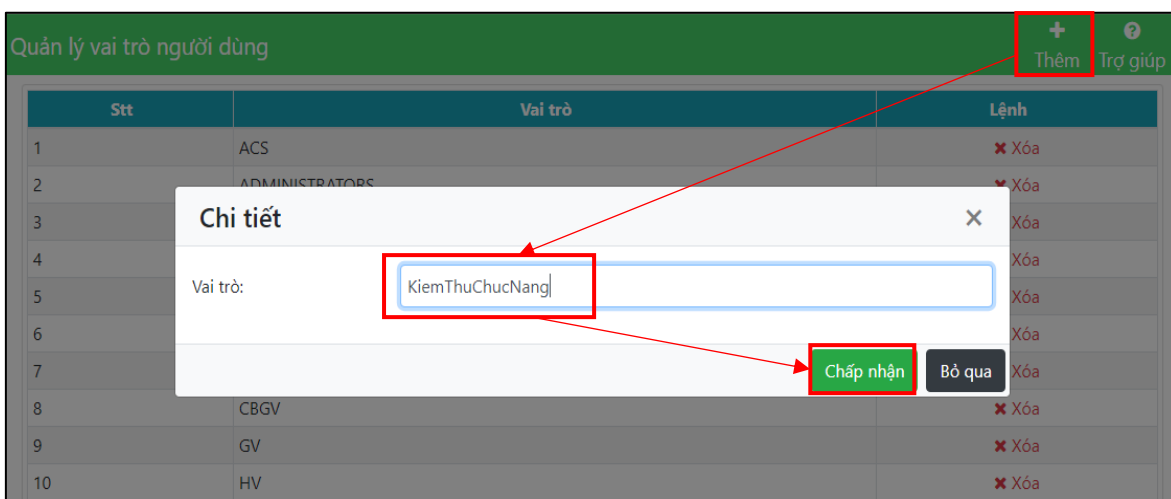 Quản lý vai trò người dùng
Thêm Trợ giúp
Stt Vai trò Lệnh
1 ACS Xóa
2 ADMINISTRATORS Xóa
3 Xóa
4 Xóa
5 Xóa
6 Xóa
7 Xóa
8 CBGV Xóa
9 GV Xóa
10 HV Xóa
Chi tiết
Vai trò: KiemThuChucNang
Chấp nhận Bỏ qua